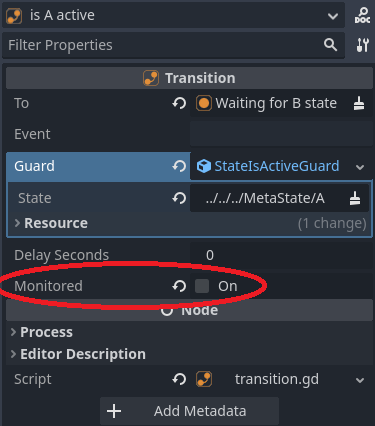 is A active
DOC
Filter Properties
Transition
To Waiting for B state
Event
Guard StateIsActiveGuard
State ../../../MetaState/A
Resource (1 change)
Delay Seconds 0
Monitored On
Node
Process
Editor Description
Script transition.gd
+ Add Metadata